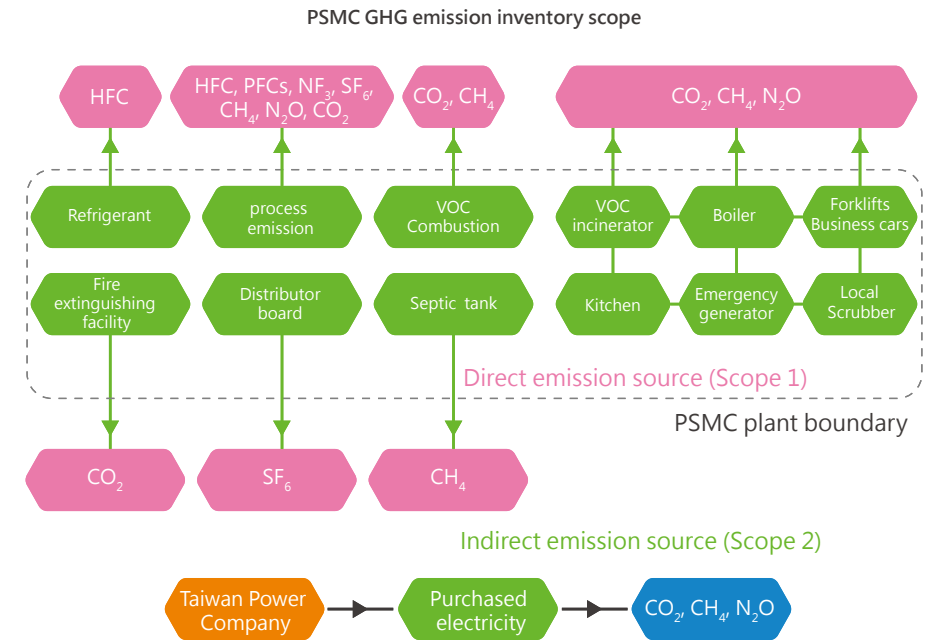 PSMC GHG emission inventory scope
HFC
HFC, PFCs, NF₃, SF₆,
CH₄, N₂O, CO₂
CO₂, CH₄
CO₂, CH₄, N₂O
Refrigerant
process
emission
VOC
Combustion
VOC
incinerator
Boiler
Forklifts
Business cars
Fire
extinguishing
facility
Distributor
board
Septic tank
Kitchen
Emergency
generator
Local
Scrubber
Direct emission source (Scope 1)
PSMC plant boundary
CO₂
SF₆
CH₄
Indirect emission source (Scope 2)
Taiwan Power
Company
Purchased
electricity
CO₂, CH₄, N₂O